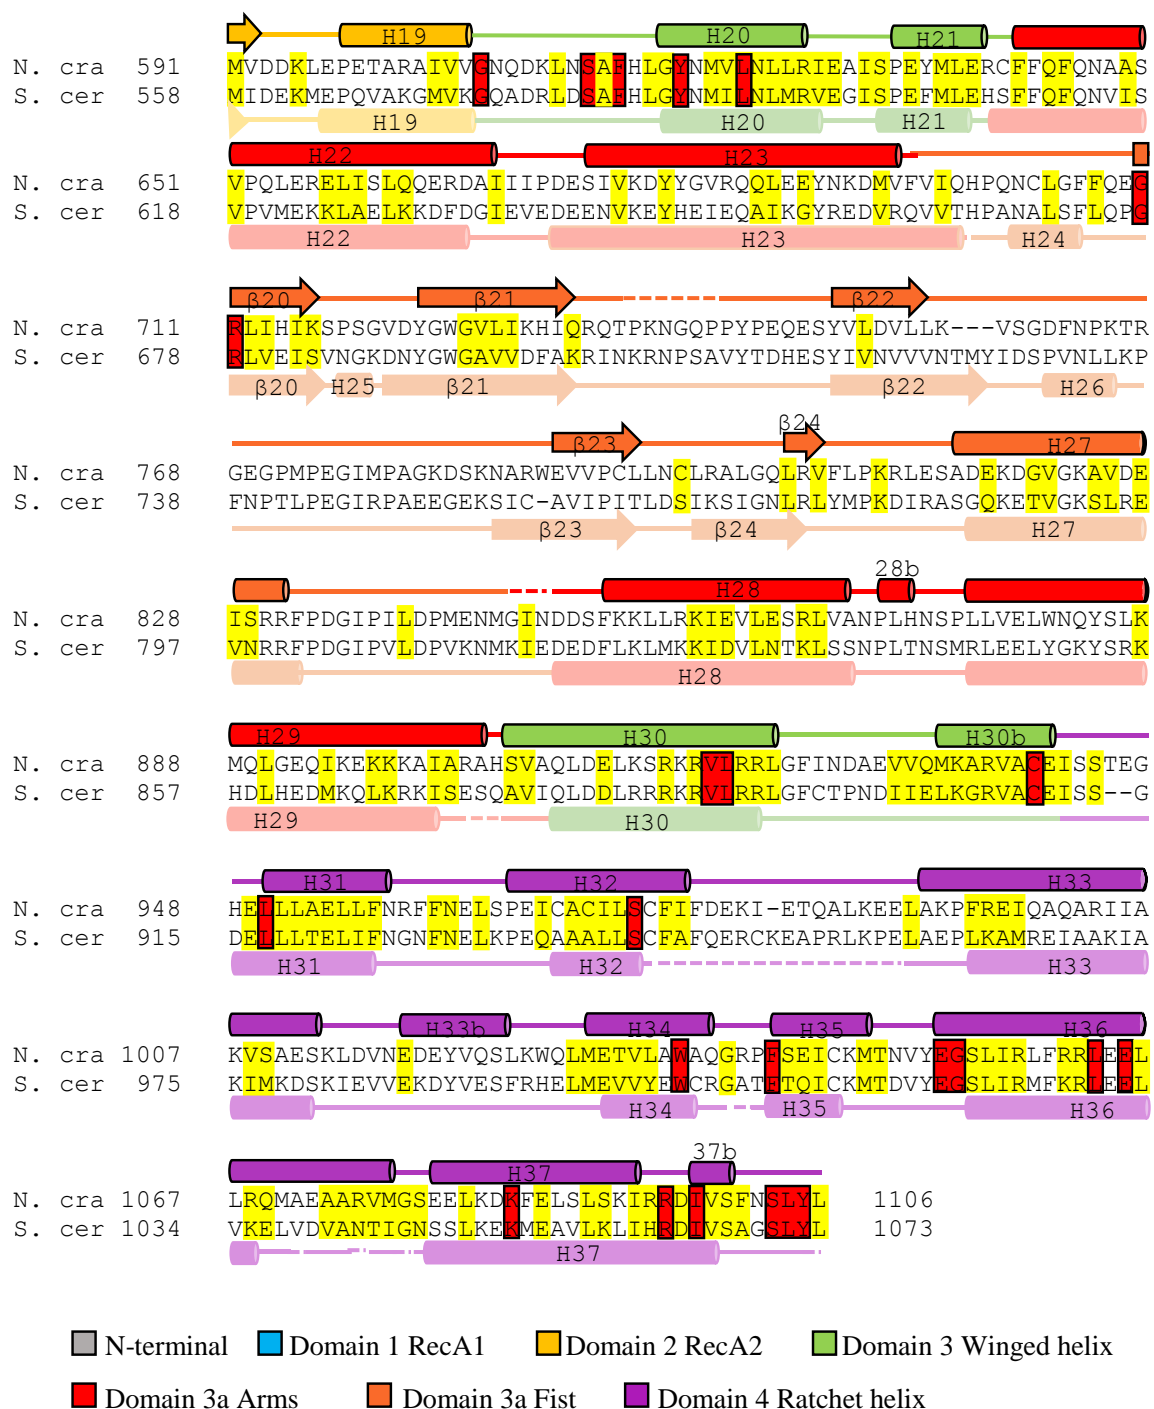 H19 H20 H21
N. cra 591 MVDDKLEPETARAIVVGNQDKLNSAFHLGYNMVLNLLRIEAISPEYMLERCFFQFQNAAS
S. cer 558 MIDEKMEPQVAKGMVKGQADRLDSAFHLGYNMILNLMRVEGISPEFMLEHSFFQFQNVIS
H19 H20 H21
H22 H23
N. cra 651 VPQLERELISLQQERDAIIIPDESIVKDYYGVRQQLEEYNKDMVFVIQHPQNCLGFFQEG
S. cer 618 VPVMEKKLAELKKDFDGIEVEDEENVKEYHEIEQAIKGYREDVRQVVTHPANALSFLQPG
H22 H23 H24
β20 β21 β22
N. cra 711 RLIHIKSPSGVDYGWGVLIKHIQRQTPKNGQPPYPEQESYVLDVLLK---VSGDFNPKTR
S. cer 678 RLVEISVNGKDNYGWGAVVDFAKRINKRNPSAVYTDHESYIVNVVVNTMYIDSPVNLLKP
β20 H25 β21 β22 H26
β23 β24 H27
N. cra 768 GEGPMPEGIMPAGKDSKNARWEVVPCLLNCLRALGQLRVFLPKRLESADEKDGVGKAVDE
S. cer 738 FNPTLPEGIRPAEEGEKSIC-AVIPITLDSIKSIGNLRLYMPKDIRASGQKETVGKSLRE
β23 β24 H27
H28 28b
N. cra 828 ISRRFPDGIPILDPMENMGINDDSFKKLLRKIEVLESRLVANPLHNSPLLVELWNQYSLK
S. cer 797 VNRRFPDGIPVLDPVKNMKIEDEDFLKLMKKIDVLNTKLSSNPLTNSMRLEELYGKYSRK
H28
H29 H30 H30b
N. cra 888 MQLGEQIKEKKKAIARAHSVAQLDELKSRKRVLRRLGFINDAEVVQMKARVACEISSTEG
S. cer 857 HDLHEDMKQLKRKISESQAVIQLDDLRRRKRVLRRLGFCTPNDIIELKGRVACEISS--G
H29 H30
H31 H32 H33
N. cra 948 HELLLAELLFNRFFNELSPEICACILSCFIFDEKI-ETQALKEELAKPFREIQAQARIIA
S. cer 915 DELLLTELIFNGNFNELKPEQAAALLSCFAFQERCKEAPRLKPELAEPLKAMREIAAKIA
H31 H32 H33
H33b H34 H35 H36
N. cra 1007 KVSAESKLDVNEDEYVQSLKWQLMETVLAWAQGRPFSEICKMTNVYEGSLIRLFRRLEEL
S. cer 975 KIMKDSKIEVVEKDYVESFRHELMEVVYEWCRGATFTQICKMTDVYEGSLIRMFKRLEEL
H34 H35 H36
H37 37b
N. cra 1067 LRQMAEAARVMGSEELKDKFELSLSKIRRDIVSFNSLYL 1106
S. cer 1034 VKELVDVANTIGNSSLKEKMEAVLKLIHRDIVSAGSLYL 1073
H37
N-terminal Domain 1 RecA1 Domain 2 RecA2 Domain 3 Winged helix
Domain 3a Arms Domain 3a Fist Domain 4 Ratchet helix